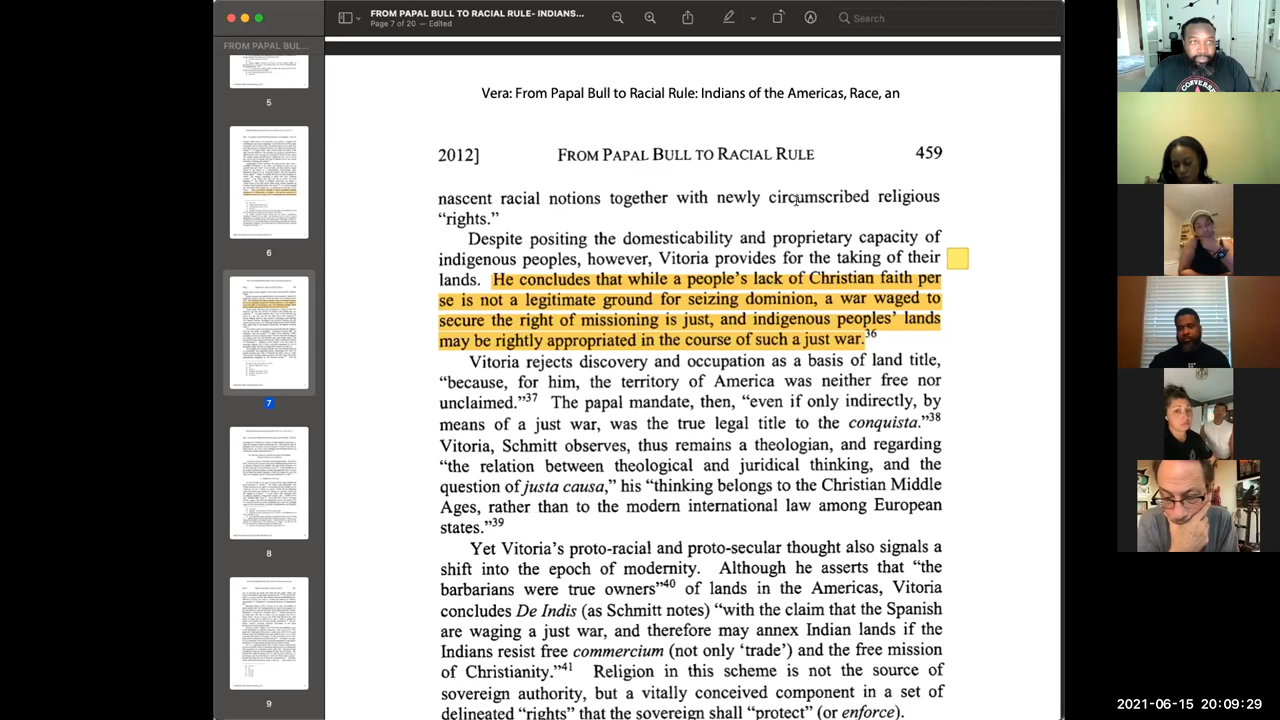 FROM PAPAL BULL TO RACIAL RULE- INDIANS...
Page 7 of 20 — Edited
Search
FROM PAPAL BUL...
5
6
7
8
9
Vera: From Papal Bull to Racial Rule: Indians of the Americas, Race, an
2012] FROM PAPAL BULL TO RACIAL RULE 459
nascent racial notions together with newly circumscribed religious
“rights.”
Despite positing the domesticability and proprietary capacity of
indigenous peoples, however, Vitoria provides for the taking of their
lands. He concludes that while a people’s lack of Christian faith per
se is not a legitimate ground for losing dominion, a war waged to
secure the right of missionizing is just, and indigenous peoples’ lands
may be rightly appropriated in the course of such a just war.36
Vitoria rejects discovery and occupation as a basis of land title,
“because, for him, the territory of America was neither free nor
unclaimed.”37 The papal mandate, then, “even if only indirectly, by
means of a just war, was the true legal title to the conquista.”38
Vitoria, it is observed, thus remains a theologian, and regarding
the relation between theological and juridical thinking, and the
question of just causa,” his “thinking belongs to the Christian Middle
Ages, rather than to the modern international law among European
states.”39
Yet Vitoria’s proto-racial and proto-secular thought also signals a
shift into the epoch of modernity. Although he asserts that “the
barbarians were true owners”40 of lands in the Americas, Vitoria
concludes De Indis (as Schmitt notes) “with the claim that the Spanish
are waging a just war and thereby may annex Indian lands if the
Indians resist free commercium (not only ‘trade’) and the free mission
of Christianity.”41 Religion in this scheme is not the source of
sovereign authority, but a vitally conceived component in a set of
delineated “rights” that the sovereign shall “protect” (or enforce).
CONVERSE
2021-06-15 20:09:29